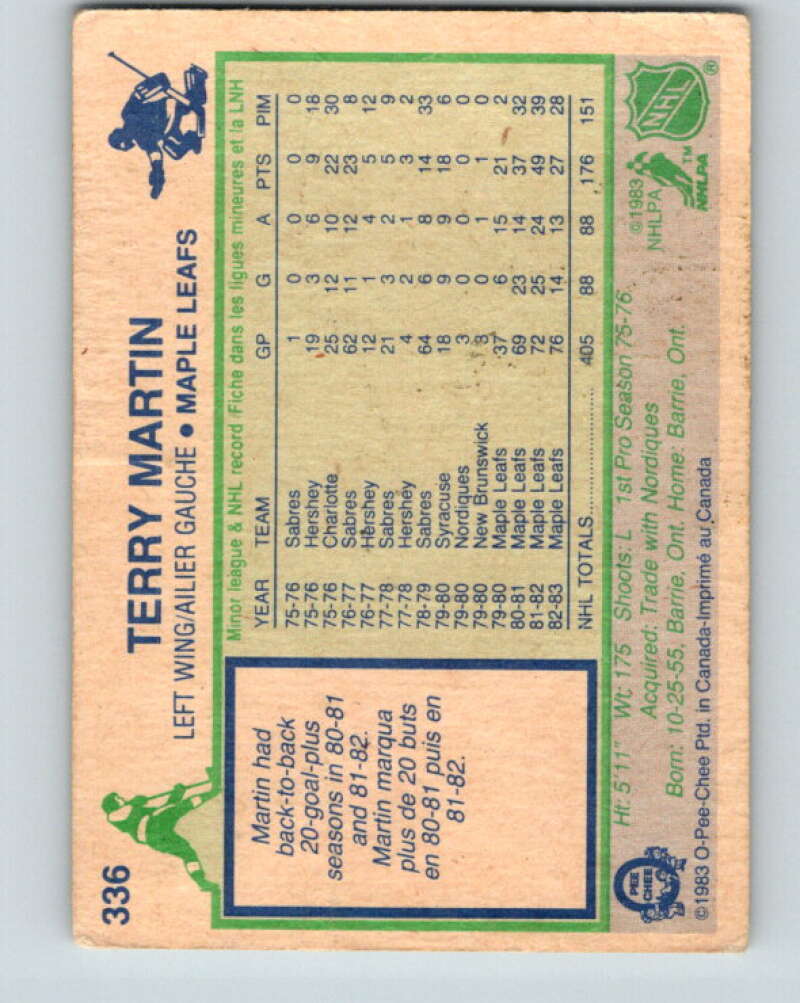 336
TERRY MARTIN
LEFT WING/AILIER GAUCHE • MAPLE LEAFS
Martin had
back-to-back
20-goal-plus
seasons in 80-81
and 81-82.
Martin marqua
plus de 20 buts
en 80-81 puis en
81-82.
Minor league & NHL record/Fiche dans les ligues mineures et la LNH
YEAR TEAM GP G A PTS PIM
75-76 Sabres 1 0 0 0 0
75-76 Hershey 19 3 6 9 18
75-76 Charlotte 25 12 10 22 30
76-77 Sabres 62 11 12 23 8
76-77 Hershey 12 1 4 5 12
77-78 Sabres 21 3 2 5 9
77-78 Hershey 4 2 1 3 2
78-79 Sabres 64 6 8 14 33
79-80 Syracuse 18 9 9 18 6
79-80 Nordiques 3 0 0 0 0
79-80 New Brunswick 3 0 1 1 0
79-80 Maple Leafs 37 6 15 21 2
80-81 Maple Leafs 69 23 14 37 32
81-82 Maple Leafs 72 25 24 49 39
82-83 Maple Leafs 76 14 13 27 28
NHL TOTALS.................. 405 88 88 176 151
Ht: 5'11" Wt: 175 Shoots: L 1st Pro Season 75-76
Acquired: Trade with Nordiques
Born: 10-25-55, Barrie, Ont. Home: Barrie, Ont.
©1983 O-Pee-Chee Ptd. in Canada-Imprimé au Canada
PEE
CHEE
©1983
NHLPA
NHL
®
TM
NHLPA